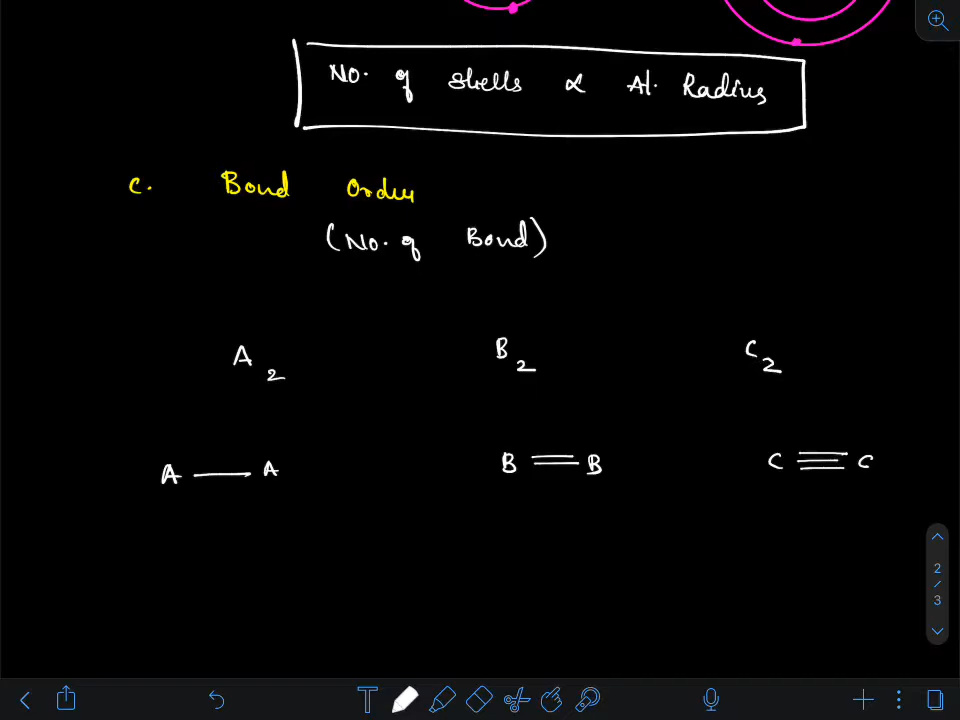 No. of Shells ∝ At. Radius
c. Bond Order
(No. of Bond)
A2 B2 C2
A — A B = B C ≡ C
2
/
3